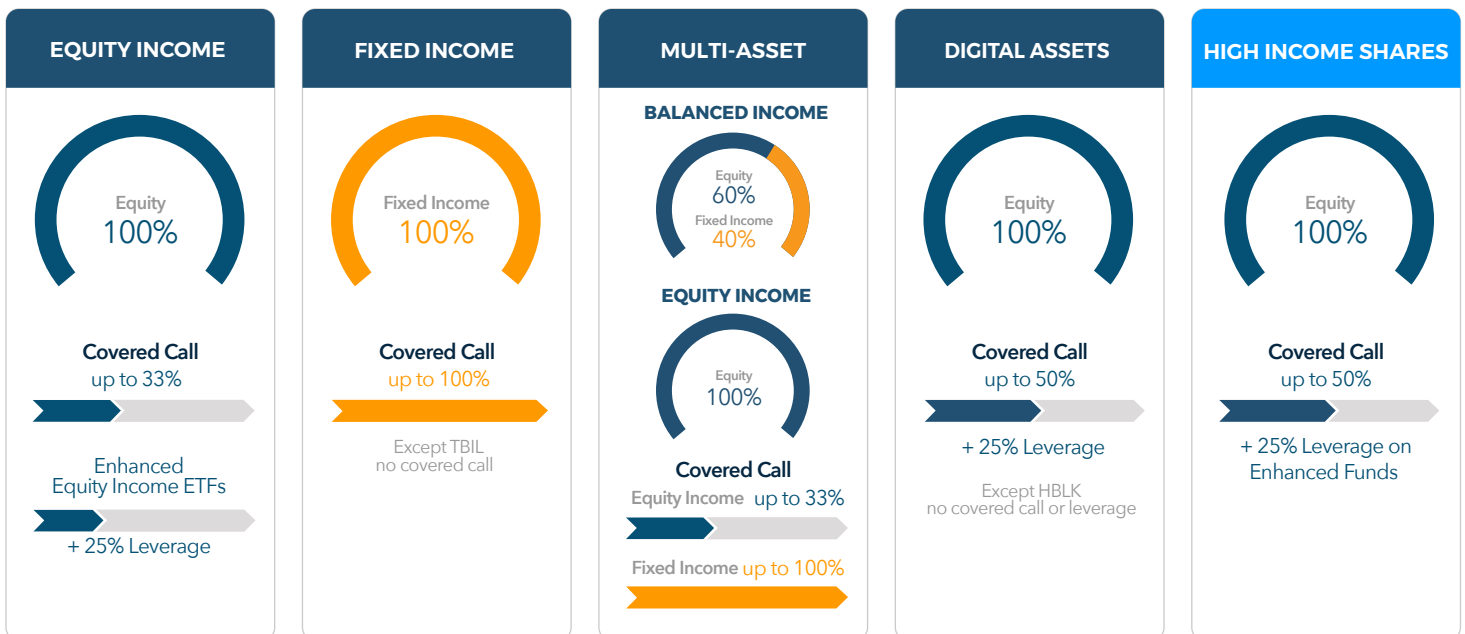 EQUITY INCOME
Equity
100%
Covered Call
up to 33%
Enhanced
Equity Income ETFs
+ 25% Leverage
FIXED INCOME
Fixed Income
100%
Covered Call
up to 100%
Except TBIL
no covered call
MULTI-ASSET
BALANCED INCOME
Equity
60%
Fixed Income
40%
EQUITY INCOME
Equity
100%
Covered Call
Equity Income up to 33%
Fixed Income up to 100%
DIGITAL ASSETS
Equity
100%
Covered Call
up to 50%
+ 25% Leverage
Except HBLK
no covered call or leverage
HIGH INCOME SHARES
Equity
100%
Covered Call
up to 50%
+ 25% Leverage on
Enhanced Funds